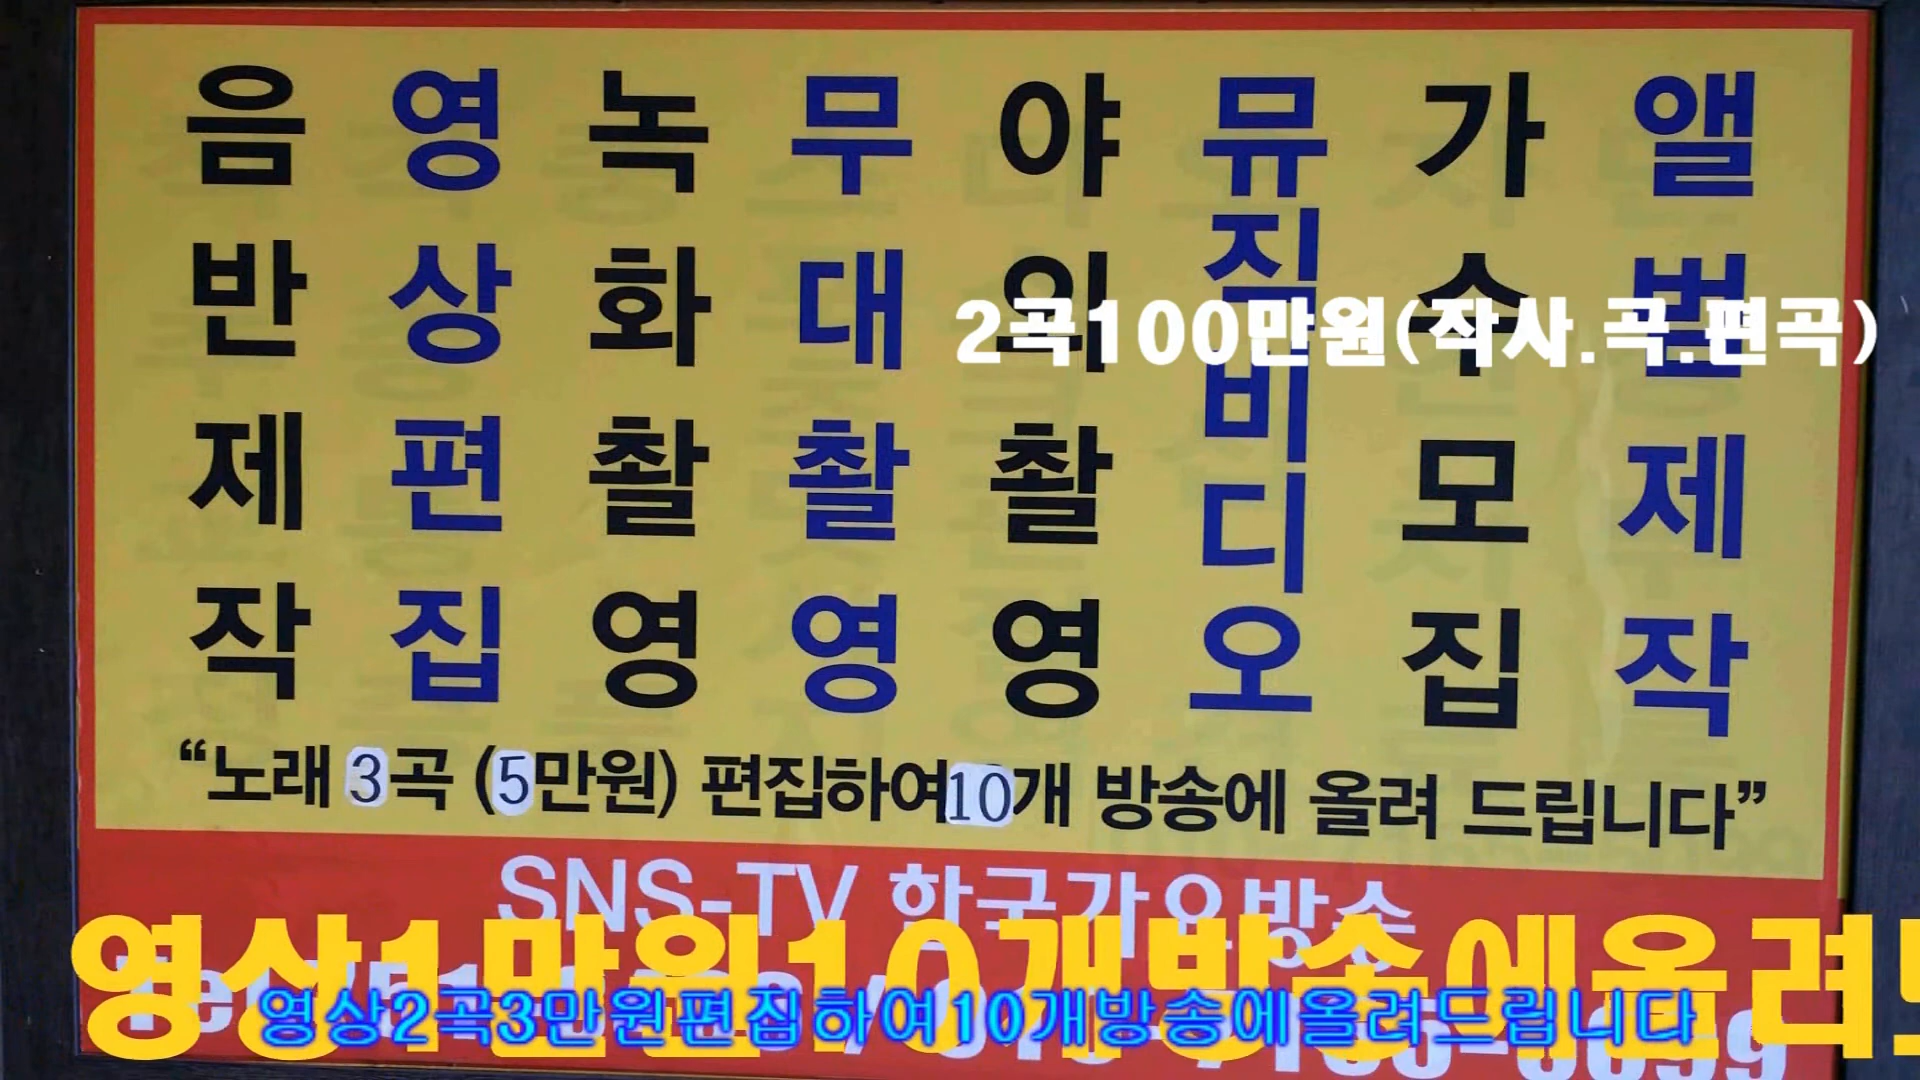 음반제작
영상편집
녹화촬영
무대촬영
야외촬영
뮤직비디오
가수모집
앨범제작
2곡100만원(작사.곡.편곡)
“노래 3곡 (5만원) 편집하여 10개 방송에 올려 드립니다”
SNS-TV 한국가요방송
영상1만원10개방송에올려
영상2곡3만원편집하여10개방송에올려드립니다